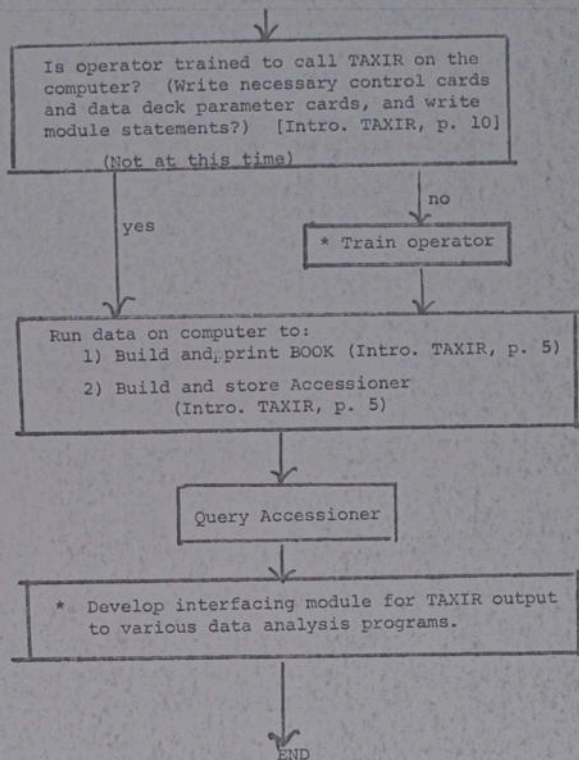 Is operator trained to call TAXIR on the
computer? (Write necessary control cards
and data deck parameter cards, and write
module statements?) [Intro. TAXIR, p. 10]
(Not at this time)
yes
no
* Train operator
Run data on computer to:
1) Build and print BOOK (Intro. TAXIR, p. 5)
2) Build and store Accessioner
(Intro. TAXIR, p. 5)
Query Accessioner
* Develop interfacing module for TAXIR output
to various data analysis programs.
END